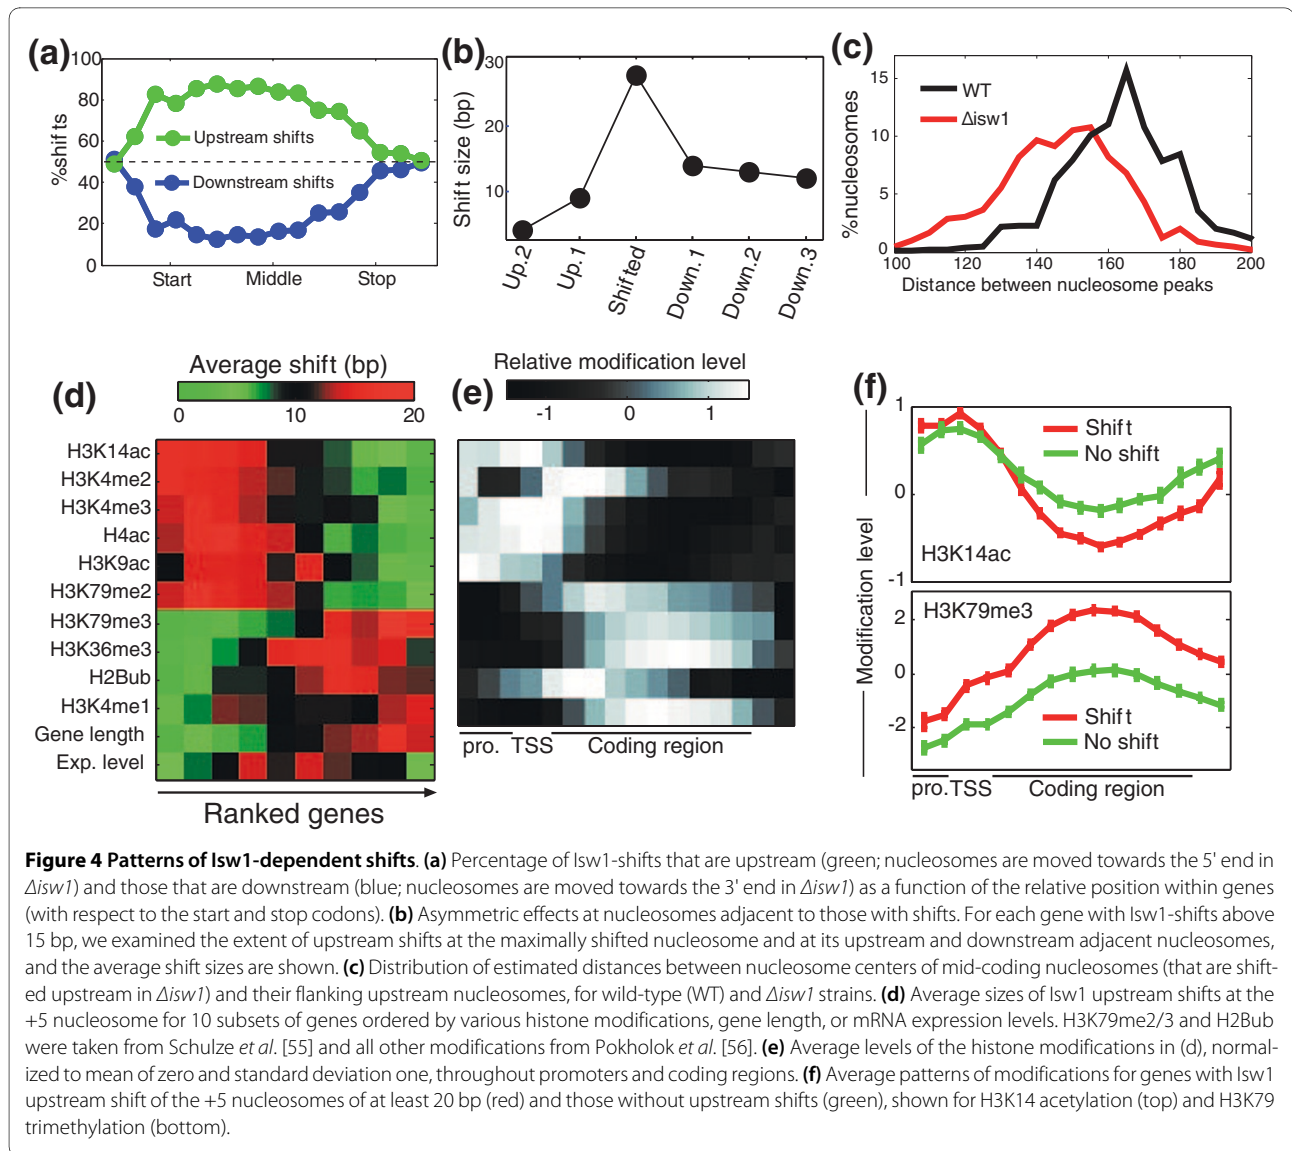 (a)
100
80
60
40
20
0
%shifts
Upstream shifts
Downstream shifts
Start Middle Stop
(b)
30
20
10
Shift size (bp)
Up.2
Up.1
Shifted
Down.1
Down.2
Down.3
(c)
15
10
5
0
%nucleosomes
WT
Δisw1
100 120 140 160 180 200
Distance between nucleosome peaks
(d)
Average shift (bp)
0 10 20
H3K14ac
H3K4me2
H3K4me3
H4ac
H3K9ac
H3K79me2
H3K79me3
H3K36me3
H2Bub
H3K4me1
Gene length
Exp. level
Ranked genes
(e)
Relative modification level
-1 0 1
pro. TSS Coding region
(f)
Modification level
1
0
-1
Shift
No shift
H3K14ac
H3K79me3
2
0
-2
Shift
No shift
pro. TSS Coding region
Figure 4 Patterns of Isw1-dependent shifts. (a) Percentage of Isw1-shifts that are upstream (green; nucleosomes are moved towards the 5' end in
Δisw1) and those that are downstream (blue; nucleosomes are moved towards the 3' end in Δisw1) as a function of the relative position within genes
(with respect to the start and stop codons). (b) Asymmetric effects at nucleosomes adjacent to those with shifts. For each gene with Isw1-shifts above
15 bp, we examined the extent of upstream shifts at the maximally shifted nucleosome and at its upstream and downstream adjacent nucleosomes,
and the average shift sizes are shown. (c) Distribution of estimated distances between nucleosome centers of mid-coding nucleosomes (that are shift-
ed upstream in Δisw1) and their flanking upstream nucleosomes, for wild-type (WT) and Δisw1 strains. (d) Average sizes of Isw1 upstream shifts at the
+5 nucleosome for 10 subsets of genes ordered by various histone modifications, gene length, or mRNA expression levels. H3K79me2/3 and H2Bub
were taken from Schulze et al. [55] and all other modifications from Pokholok et al. [56]. (e) Average levels of the histone modifications in (d), normal-
ized to mean of zero and standard deviation one, throughout promoters and coding regions. (f) Average patterns of modifications for genes with Isw1
upstream shift of the +5 nucleosomes of at least 20 bp (red) and those without upstream shifts (green), shown for H3K14 acetylation (top) and H3K79
trimethylation (bottom).